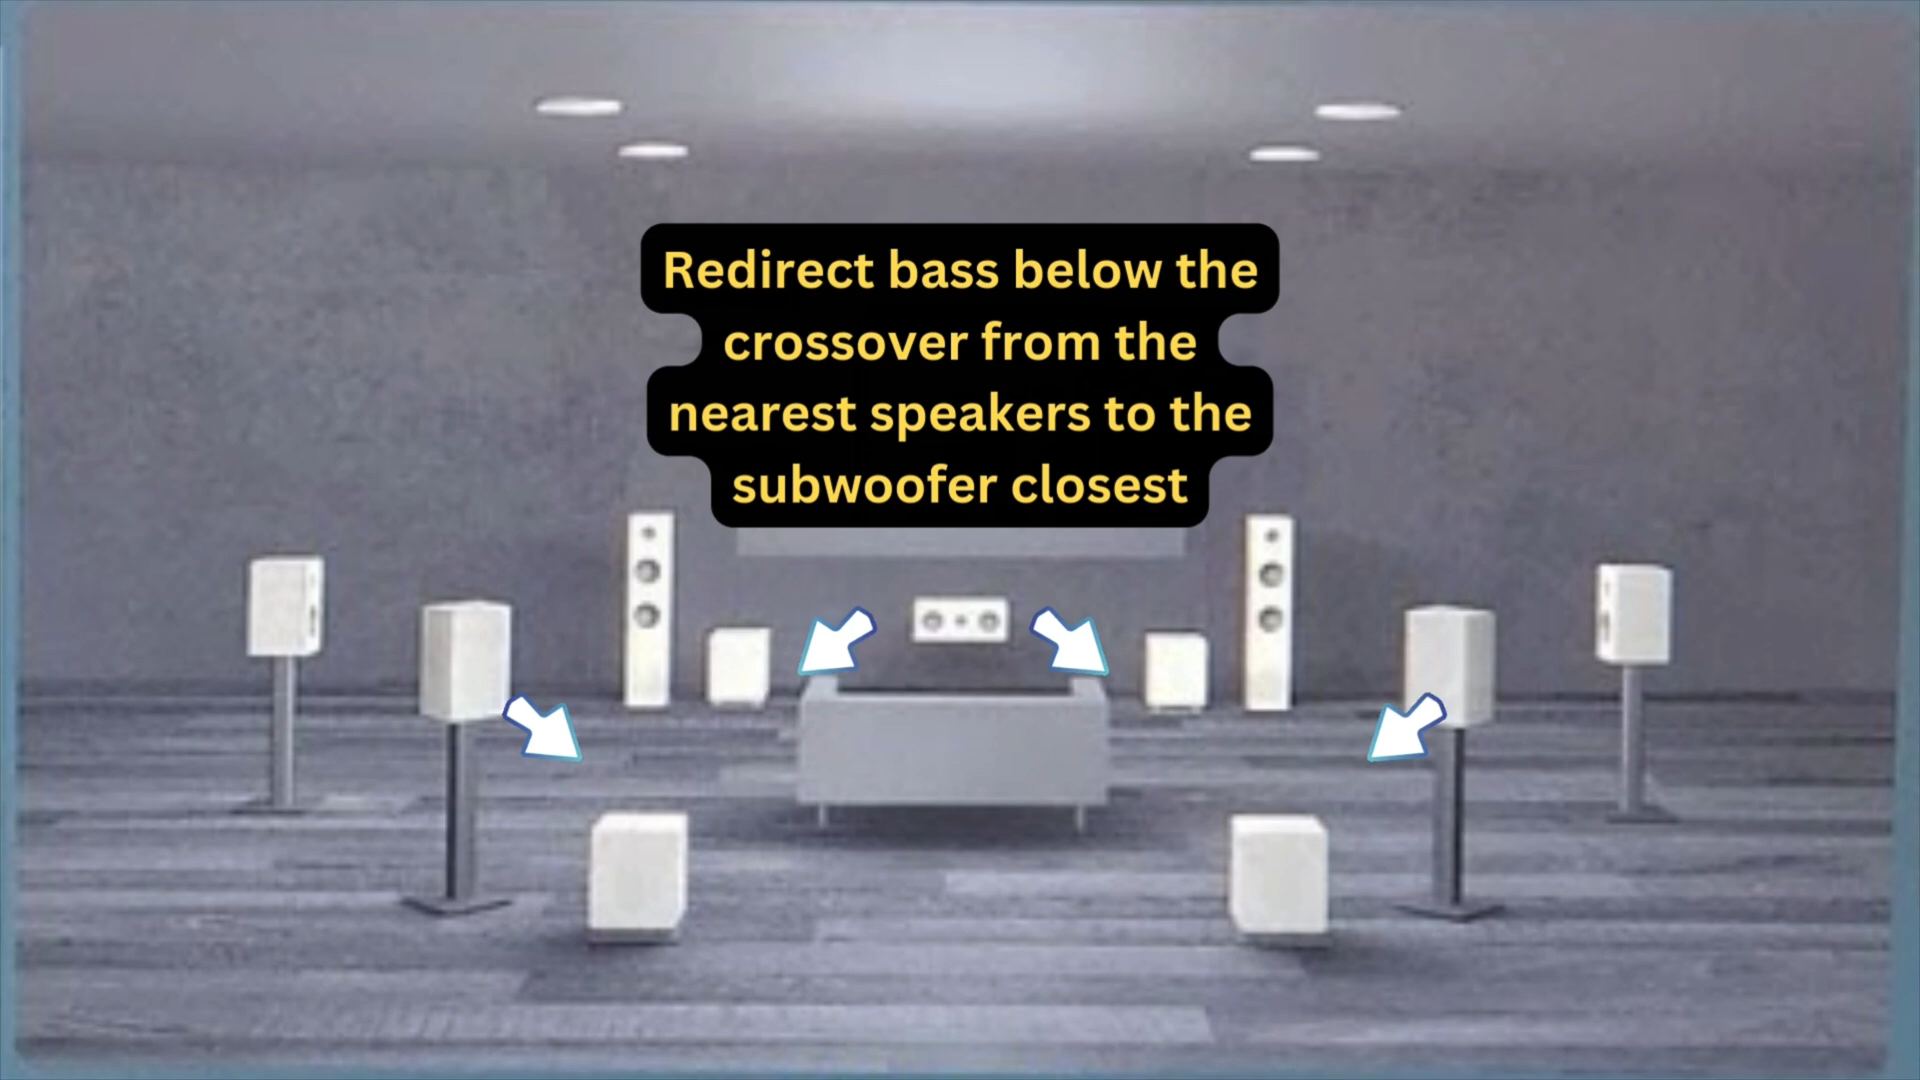 Redirect bass below the
crossover from the
nearest speakers to the
subwoofer closest